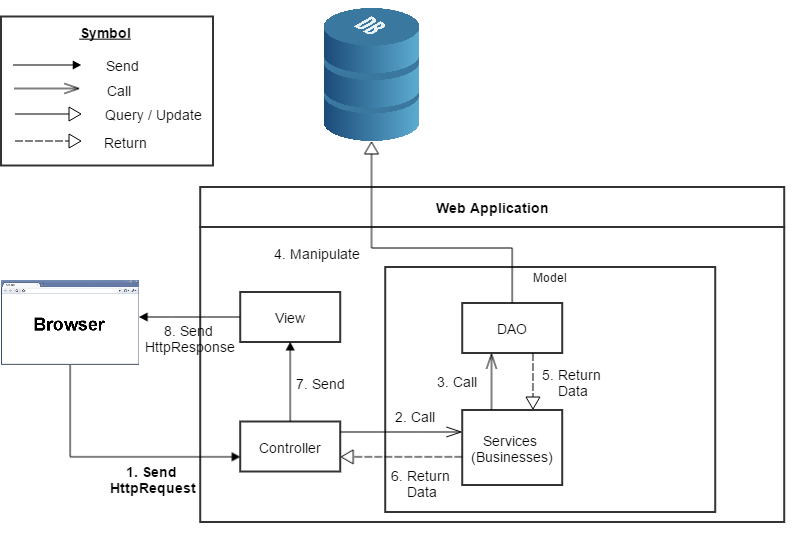 DB
Symbol
Send
Call
Query / Update
Return
Web Application
4. Manipulate
Model
Browser
View
DAO
8. Send
HttpResponse
7. Send
3. Call
5. Return
Data
2. Call
Controller
Services
(Businesses)
1. Send
HttpRequest
6. Return
Data